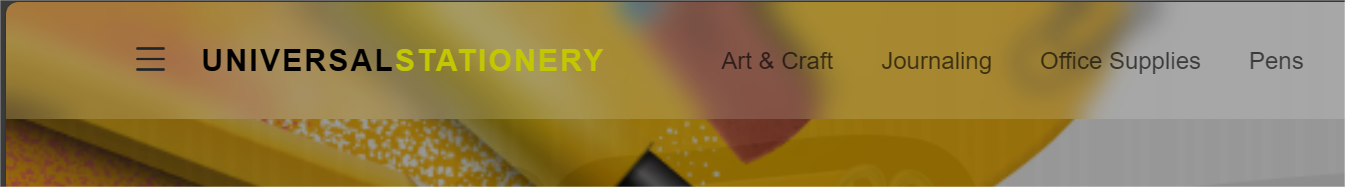 UNIVERSALSTATIONERY Art & Craft Journaling Office Supplies Pens